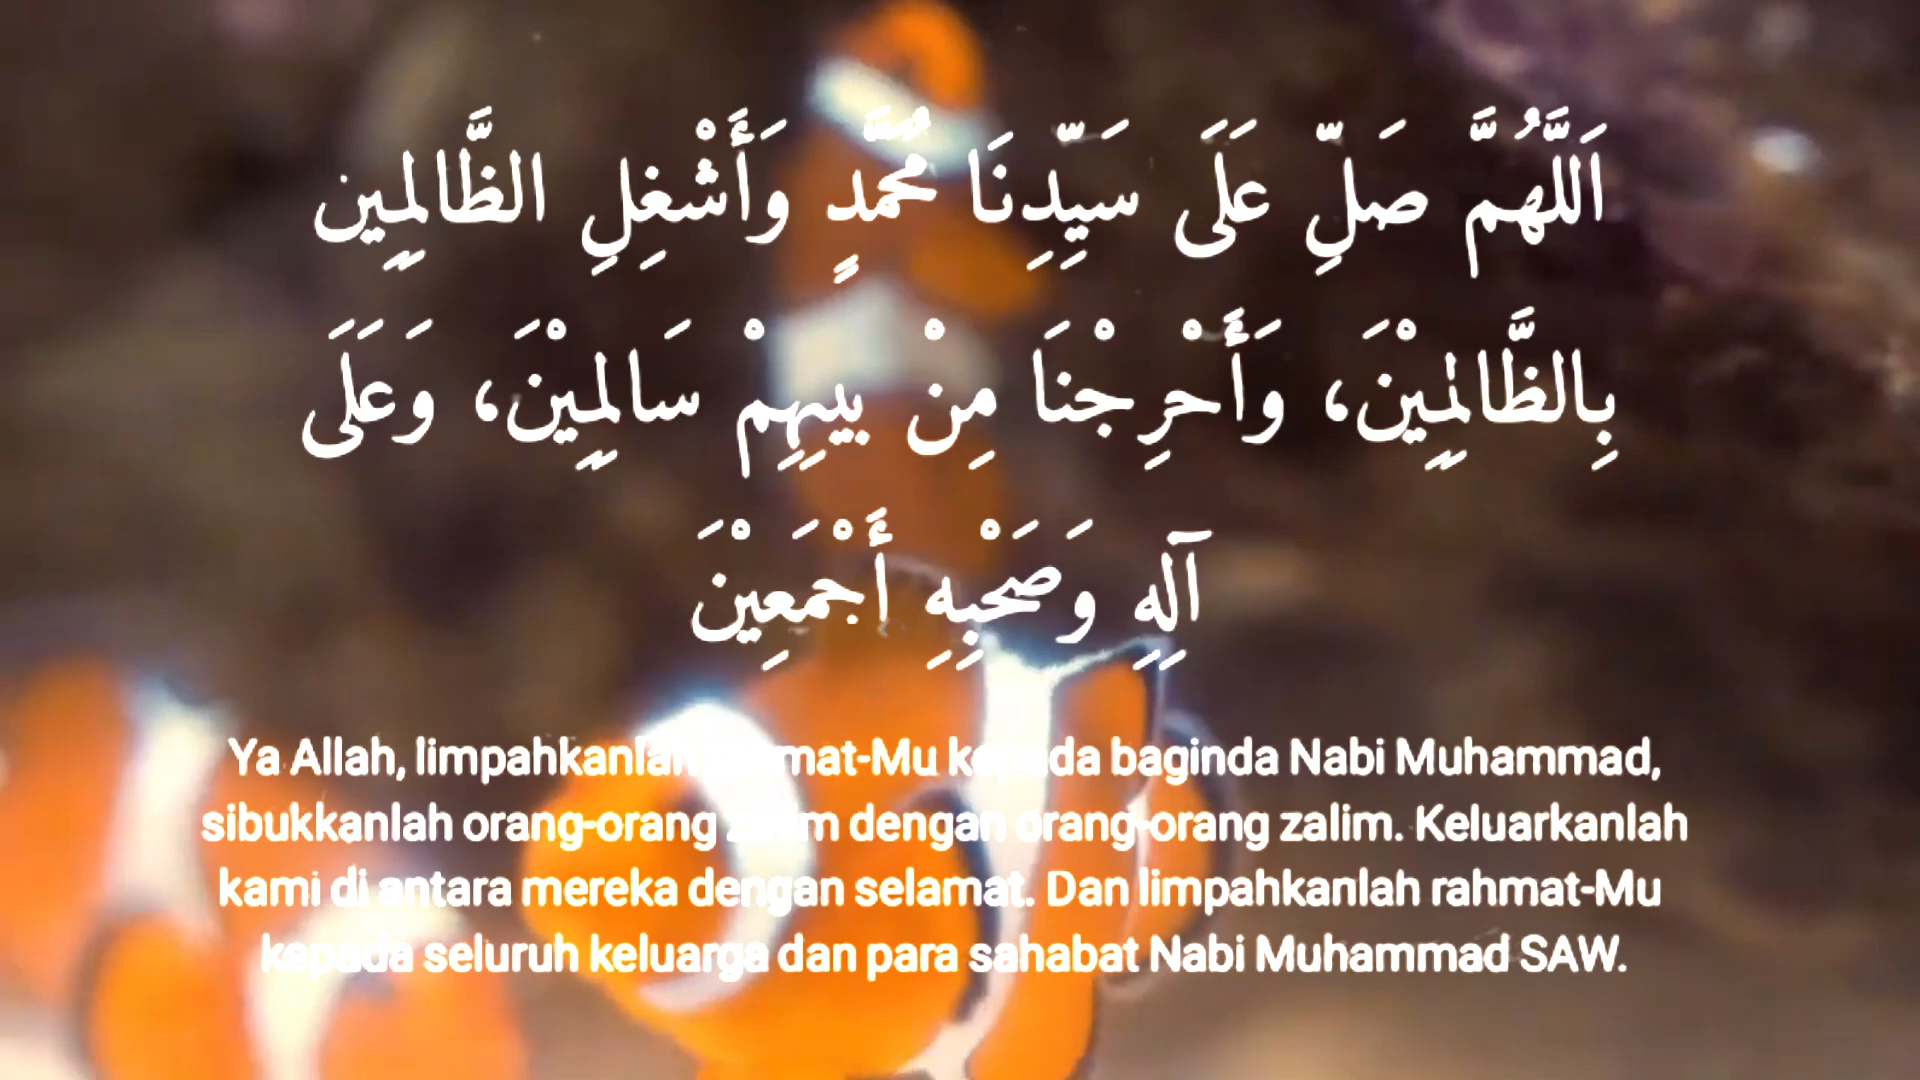 اَللَّهُمَّ صَلِّ عَلَى سَيِّدِنَا مُحَمَّدٍ وَأَشْغِلِ الظَّالِمِين
بِالظَّالِمِيْنَ، وَأَحْرِجْنَا مِنْ بَيِيهِمْ سَالِمِيْنَ، وَعَلَى
آلِهِ وَصَحْبِهِ أَجْمَعِيْنَ
Ya Allah, limpahkanlah rahmat-Mu kepada baginda Nabi Muhammad,
sibukkanlah orang-orang zalim dengan orang-orang zalim. Keluarkanlah
kami di antara mereka dengan selamat. Dan limpahkanlah rahmat-Mu
kepada seluruh keluarga dan para sahabat Nabi Muhammad SAW.